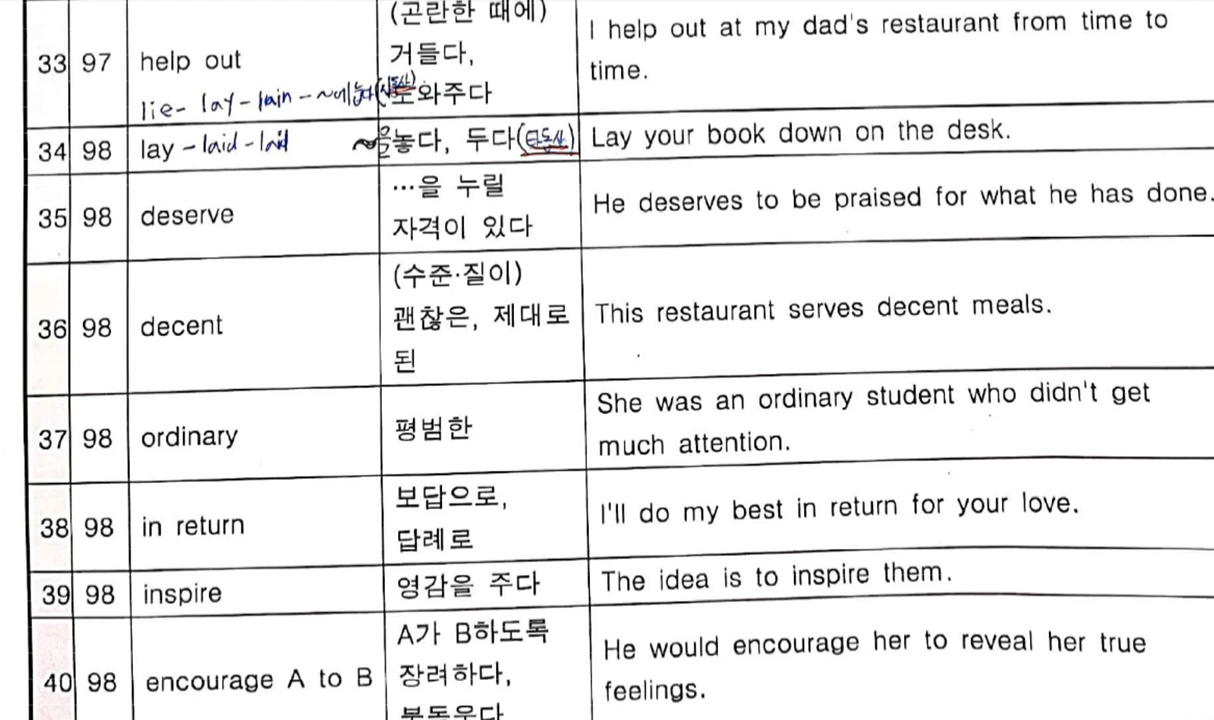 33 97 help out (곤란한 때에) 거들다, 도와주다 I help out at my dad's restaurant from time to time.
lie - lay - lain - ~에 눕다(자동사)
34 98 lay - laid - laid ~을 놓다, 두다(타동사) Lay your book down on the desk.
35 98 deserve …을 누릴 자격이 있다 He deserves to be praised for what he has done.
36 98 decent (수준·질이) 괜찮은, 제대로 된 This restaurant serves decent meals.
37 98 ordinary 평범한 She was an ordinary student who didn't get much attention.
38 98 in return 보답으로, 답례로 I'll do my best in return for your love.
39 98 inspire 영감을 주다 The idea is to inspire them.
40 98 encourage A to B A가 B하도록 장려하다, 북돋우다 He would encourage her to reveal her true feelings.